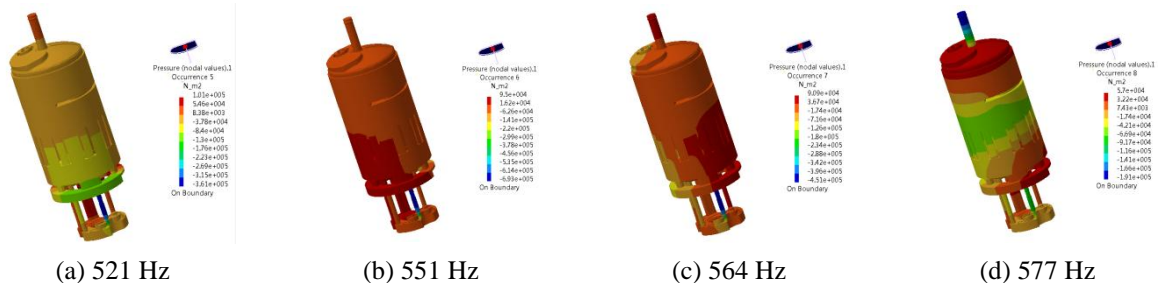 Pressure (nodal values).1
Occurrence 5
N_m2
1.01e+005
5.46e+004
8.38e+003
-3.78e+004
-8.4e+004
-1.3e+005
-1.76e+005
-2.23e+005
-2.69e+005
-3.15e+005
-3.61e+005
On Boundary
(a) 521 Hz
Pressure (nodal values).1
Occurrence 6
N_m2
9.5e+004
1.62e+004
-6.26e+004
-1.41e+005
-2.2e+005
-2.99e+005
-3.78e+005
-4.56e+005
-5.35e+005
-6.14e+005
-6.93e+005
On Boundary
(b) 551 Hz
Pressure (nodal values).1
Occurrence 7
N_m2
9.09e+004
3.67e+004
-1.74e+004
-7.16e+004
-1.26e+005
-1.8e+005
-2.34e+005
-2.88e+005
-3.42e+005
-3.96e+005
-4.51e+005
On Boundary
(c) 564 Hz
Pressure (nodal values).1
Occurrence 8
N_m2
5.7e+004
3.22e+004
7.43e+003
-1.74e+004
-4.21e+004
-6.69e+004
-9.17e+004
-1.16e+005
-1.41e+005
-1.66e+005
-1.91e+005
On Boundary
(d) 577 Hz